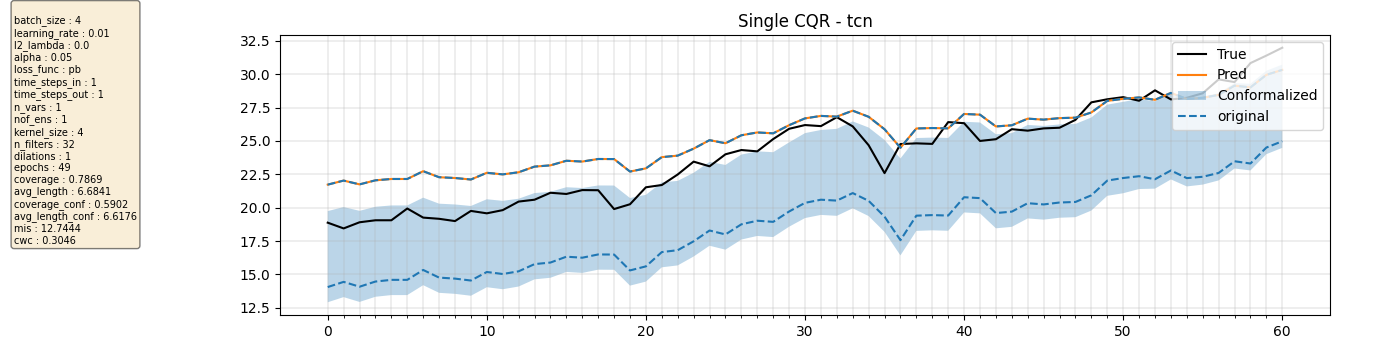 batch_size : 4
learning_rate : 0.01
l2_lambda : 0.0
alpha : 0.05
loss_func : pb
time_steps_in : 1
time_steps_out : 1
n_vars : 1
nof_ens : 1
kernel_size : 4
n_filters : 32
dilations : 1
epochs : 49
coverage : 0.7869
avg_length : 6.6841
coverage_conf : 0.5902
avg_length_conf : 6.6176
mis : 12.7444
cwc : 0.3046
Single CQR - tcn
32.5
30.0
27.5
25.0
22.5
20.0
17.5
15.0
12.5
0 10 20 30 40 50 60
True
Pred
Conformalized
original